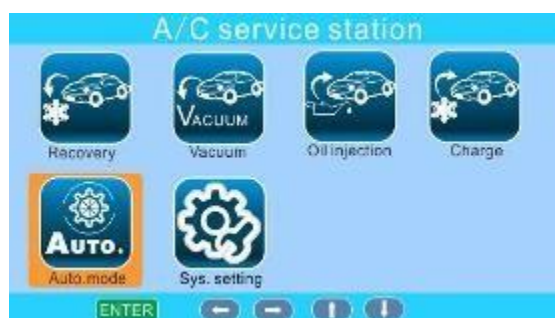 A/C service station
VACUUM
Recovery
Vacuum
Oil injection
Charge
AUTO.
Auto.mode
Sys. setting
ENTER